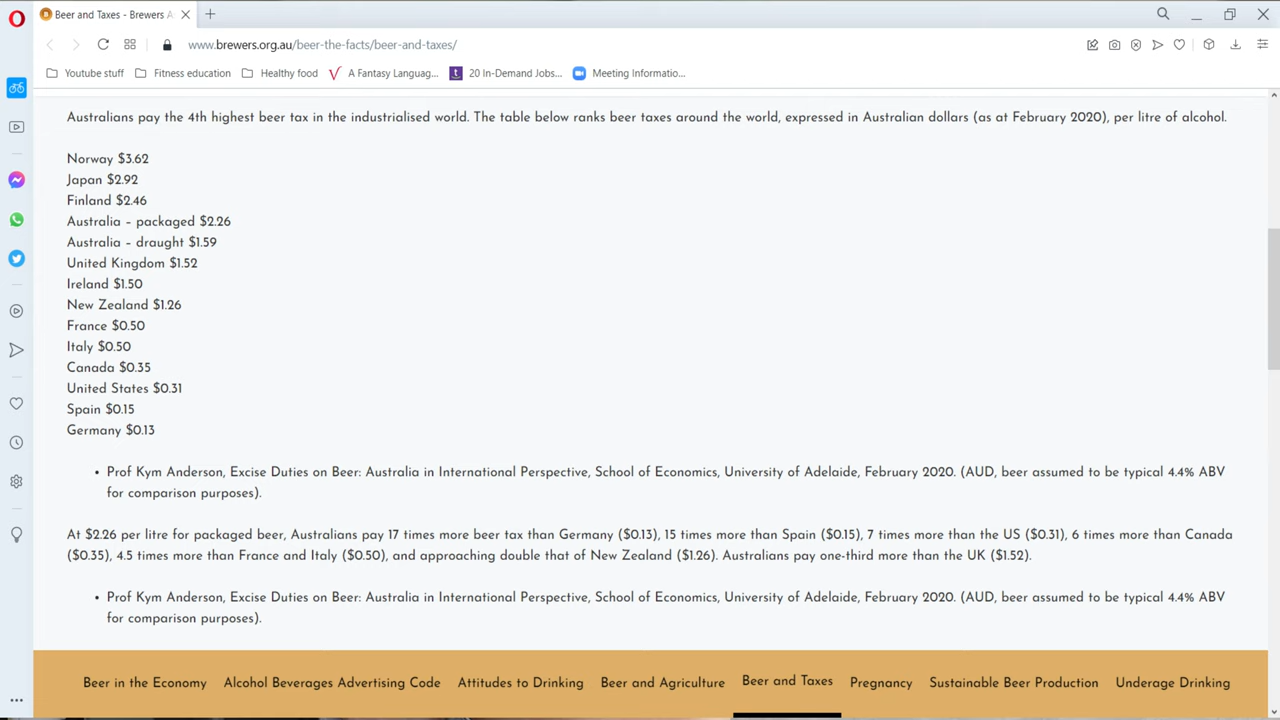 Beer and Taxes - Brewers A
www.brewers.org.au/beer-the-facts/beer-and-taxes/
Youtube stuff
Fitness education
Healthy food
A Fantasy Languag...
20 In-Demand Jobs...
Meeting Informatio...
Australians pay the 4th highest beer tax in the industrialised world. The table below ranks beer taxes around the world, expressed in Australian dollars (as at February 2020), per litre of alcohol.
Norway $3.62
Japan $2.92
Finland $2.46
Australia – packaged $2.26
Australia – draught $1.59
United Kingdom $1.52
Ireland $1.50
New Zealand $1.26
France $0.50
Italy $0.50
Canada $0.35
United States $0.31
Spain $0.15
Germany $0.13
• Prof Kym Anderson, Excise Duties on Beer: Australia in International Perspective, School of Economics, University of Adelaide, February 2020. (AUD, beer assumed to be typical 4.4% ABV
for comparison purposes).
At $2.26 per litre for packaged beer, Australians pay 17 times more beer tax than Germany ($0.13), 15 times more than Spain ($0.15), 7 times more than the US ($0.31), 6 times more than Canada
($0.35), 4.5 times more than France and Italy ($0.50), and approaching double that of New Zealand ($1.26). Australians pay one-third more than the UK ($1.52).
• Prof Kym Anderson, Excise Duties on Beer: Australia in International Perspective, School of Economics, University of Adelaide, February 2020. (AUD, beer assumed to be typical 4.4% ABV
for comparison purposes).
Beer in the Economy
Alcohol Beverages Advertising Code
Attitudes to Drinking
Beer and Agriculture
Beer and Taxes
Pregnancy
Sustainable Beer Production
Underage Drinking